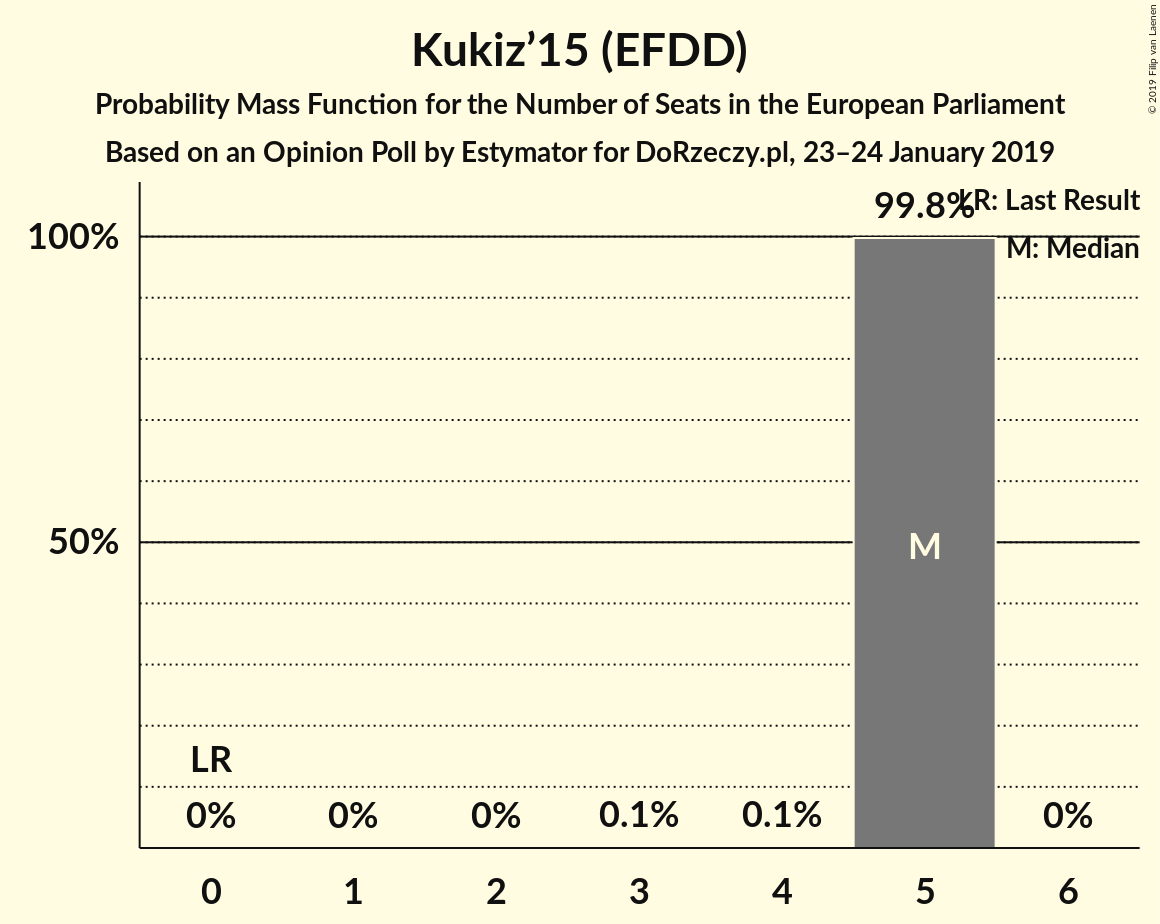 Kukiz’15 (EFDD)
Probability Mass Function for the Number of Seats in the European Parliament
Based on an Opinion Poll by Estymator for DoRzeczy.pl, 23–24 January 2019
© 2019 Filip van Laenen
99.8%
LR: Last Result
M: Median
100%
50%
M
LR
0% 0% 0% 0.1% 0.1% 0%
0 1 2 3 4 5 6